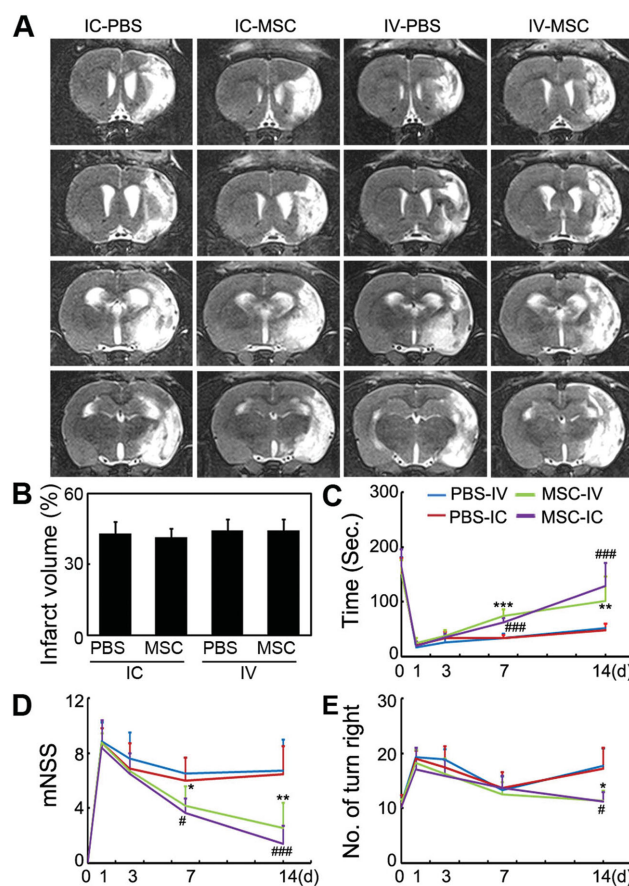 A
IC-PBS IC-MSC IV-PBS IV-MSC
B
Infarct volume (%)
60
40
0
PBS MSC PBS MSC
IC IV
C
PBS-IV MSC-IV
PBS-IC MSC-IC
Time (Sec.)
300
200
100
0
***
###
###
**
0 1 3 7 14(d)
D
mNSS
12
8
4
0
*
#
**
###
0 1 3 7 14(d)
E
No. of turn right
30
20
10
0
*
#
0 1 3 7 14(d)